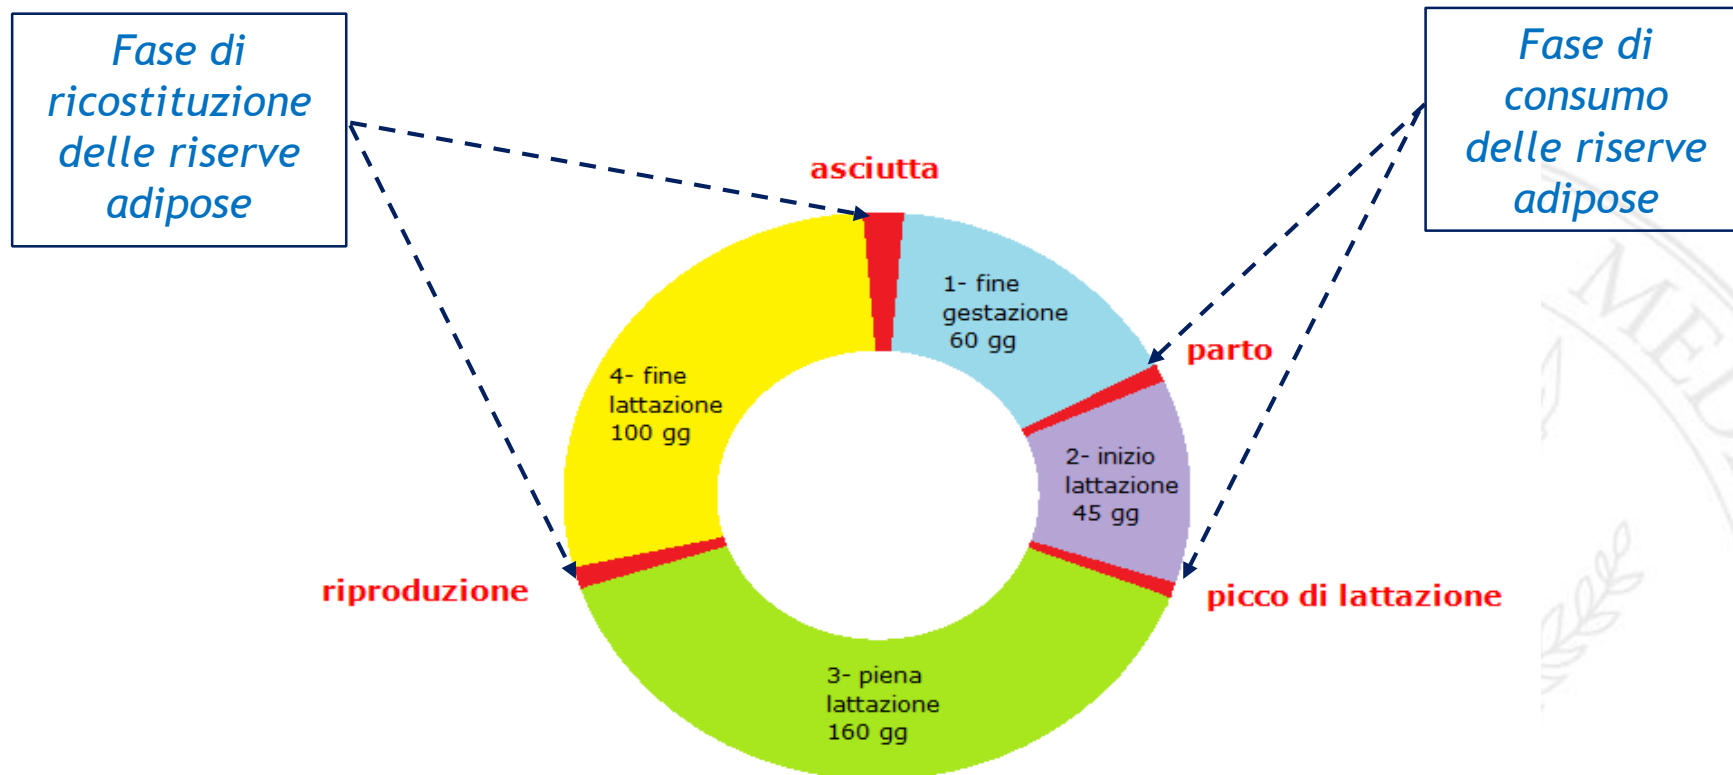 Fase di
ricostituzione
delle riserve
adipose
Fase di
consumo
delle riserve
adipose
asciutta
1- fine
gestazione
60 gg
parto
4- fine
lattazione
100 gg
2- inizio
lattazione
45 gg
riproduzione
picco di lattazione
3- piena
lattazione
160 gg